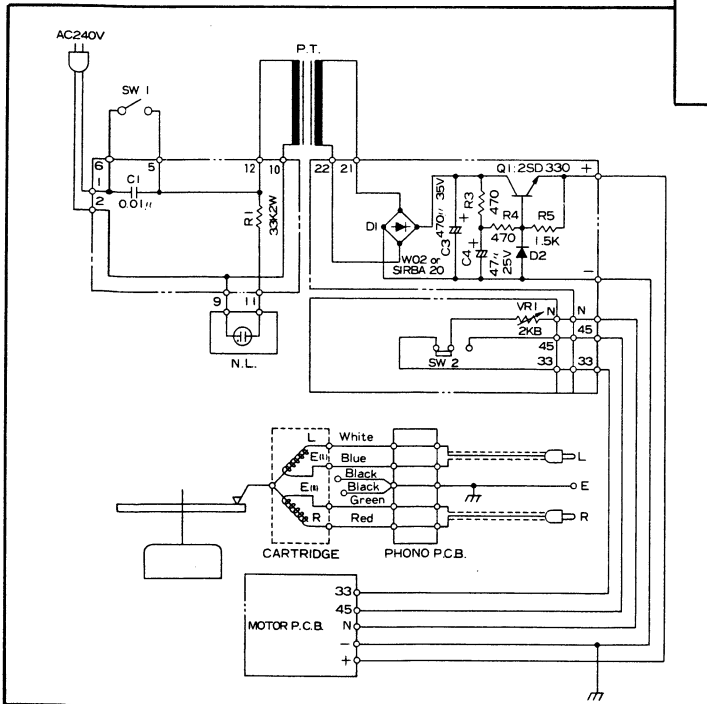 AC240V
P.T.
SW 1
6
5
12
10
22
21
Q1:2SD330
+
1
C1
0.01μ
2
R1
33K2W
D1
W02 or
SIRBA 20
C3
470μ 35V
+
R3
470
R4
470
R5
1.5K
C4
47μ
25V
+
D2
−
9
11
N.L.
VR1
2KB
N
N
45
45
33
33
SW 2
L
White
E(L)
Blue
Black
E(R)
Black
Green
R
Red
L
E
R
CARTRIDGE
PHONO P.C.B.
MOTOR P.C.B.
33
45
N
−
+